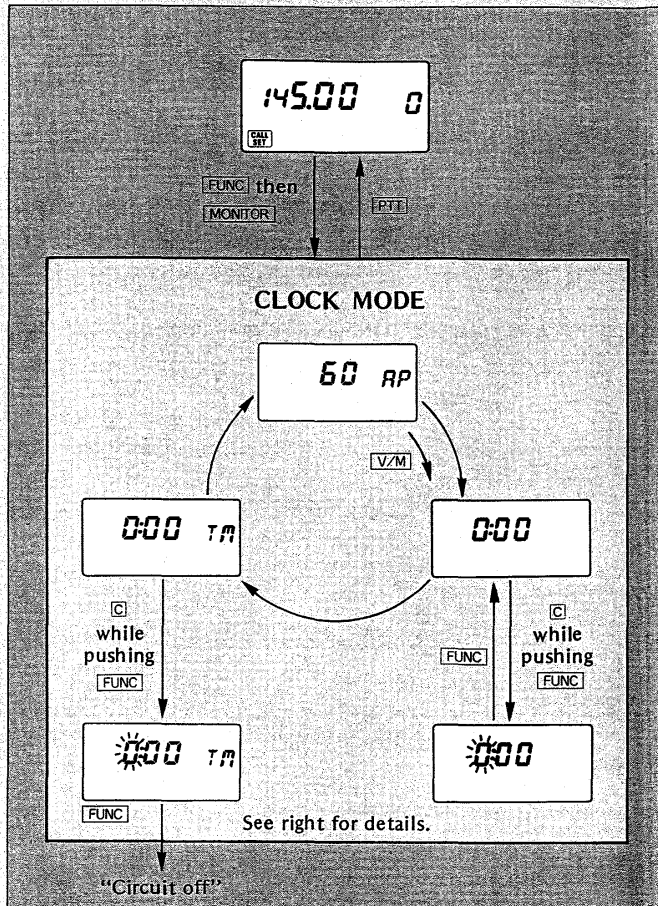 145.00 0
CALL
SET
FUNC then
MONITOR
PTT
CLOCK MODE
60 AP
V/M
0:00 TM
0:00
C
while
pushing
FUNC
FUNC
C
while
pushing
FUNC
0:00 TM
0:00
FUNC
See right for details.
"Circuit off"